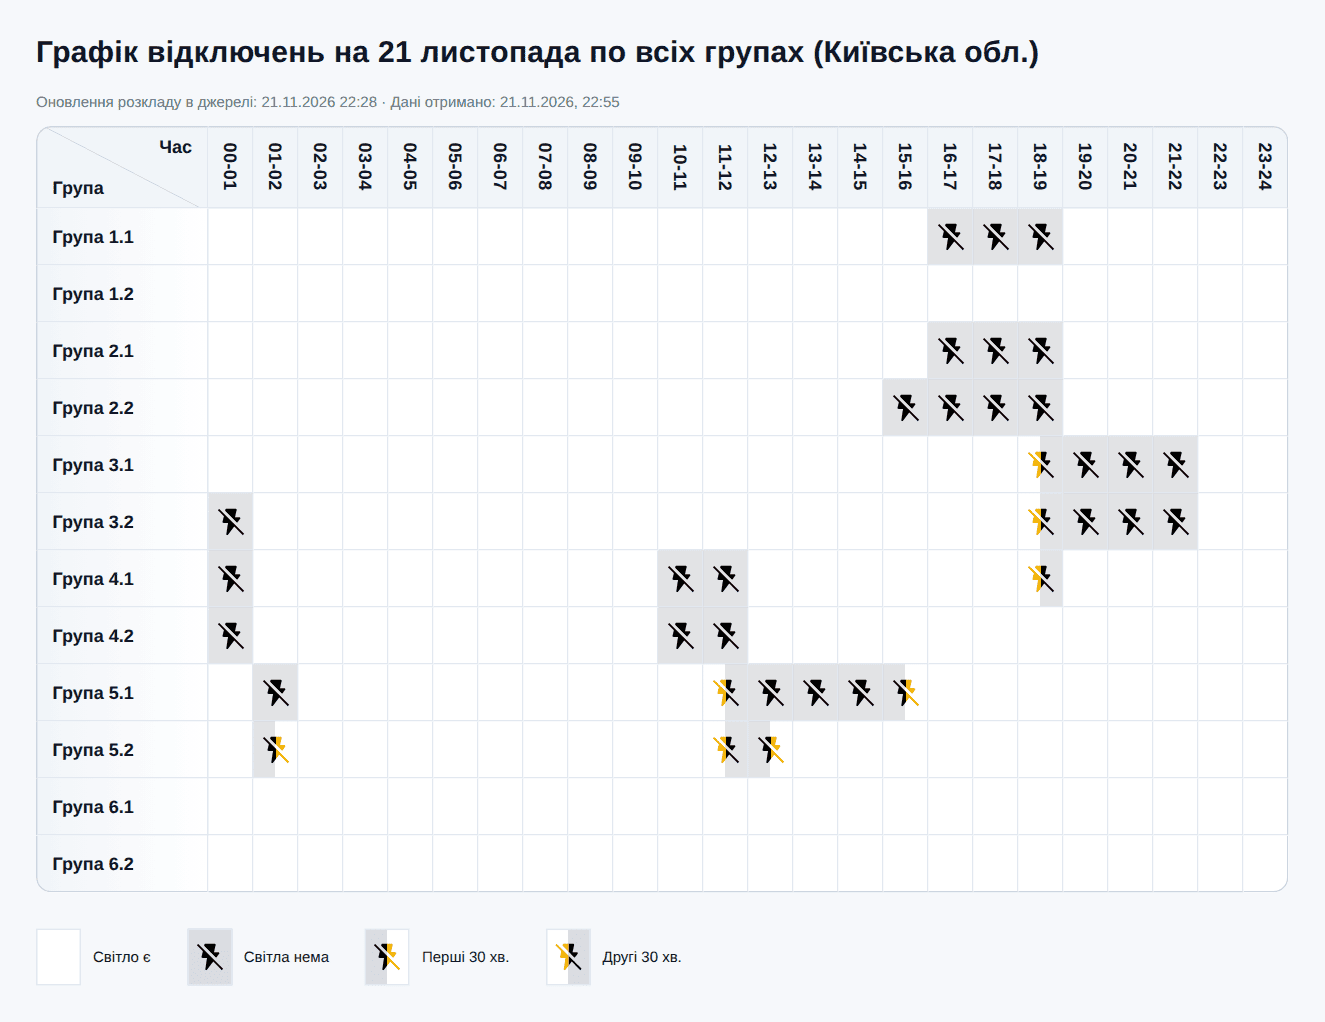 Графік відключень на 21 листопада по всіх групах (Київська обл.)
Оновлення розкладу в джерелі: 21.11.2026 22:28 · Дані отримано: 21.11.2026, 22:55
Час
Група
00-01 01-02 02-03 03-04 04-05 05-06 06-07 07-08 08-09 09-10 10-11 11-12 12-13 13-14 14-15 15-16 16-17 17-18 18-19 19-20 20-21 21-22 22-23 23-24
Група 1.1
Група 1.2
Група 2.1
Група 2.2
Група 3.1
Група 3.2
Група 4.1
Група 4.2
Група 5.1
Група 5.2
Група 6.1
Група 6.2
Світло є Світла нема Перші 30 хв. Другі 30 хв.